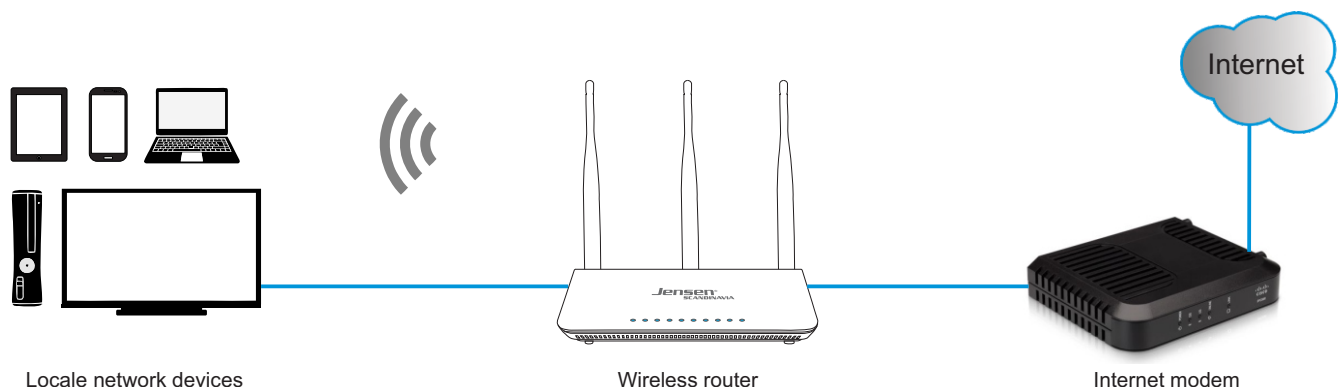 Internet
Jensen
SCANDINAVIA
Locale network devices
Wireless router
Internet modem